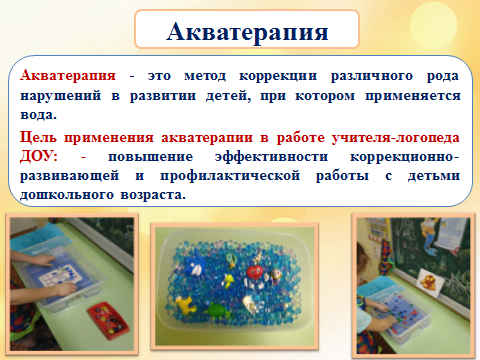 Акватерапия
Акватерапия - это метод коррекции различного рода
нарушений в развитии детей, при котором применяется
вода.
Цель применения акватерапии в работе учителя-логопеда
ДОУ: - повышение эффективности коррекционно-
развивающей и профилактической работы с детьми
дошкольного возраста.